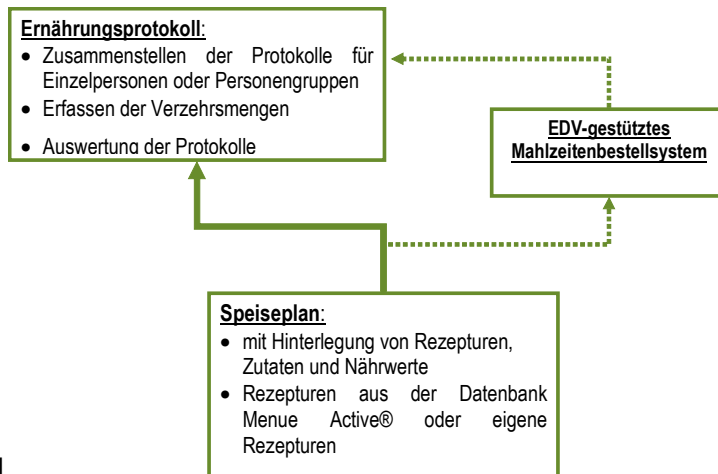 Ernährungsprotokoll:
• Zusammenstellen der Protokolle für
Einzelpersonen oder Personengruppen
• Erfassen der Verzehrsmengen
• Auswertung der Protokolle
EDV-gestütztes
Mahlzeitenbestellsystem
Speiseplan:
• mit Hinterlegung von Rezepturen,
Zutaten und Nährwerte
• Rezepturen aus der Datenbank
Menue Active® oder eigene
Rezepturen